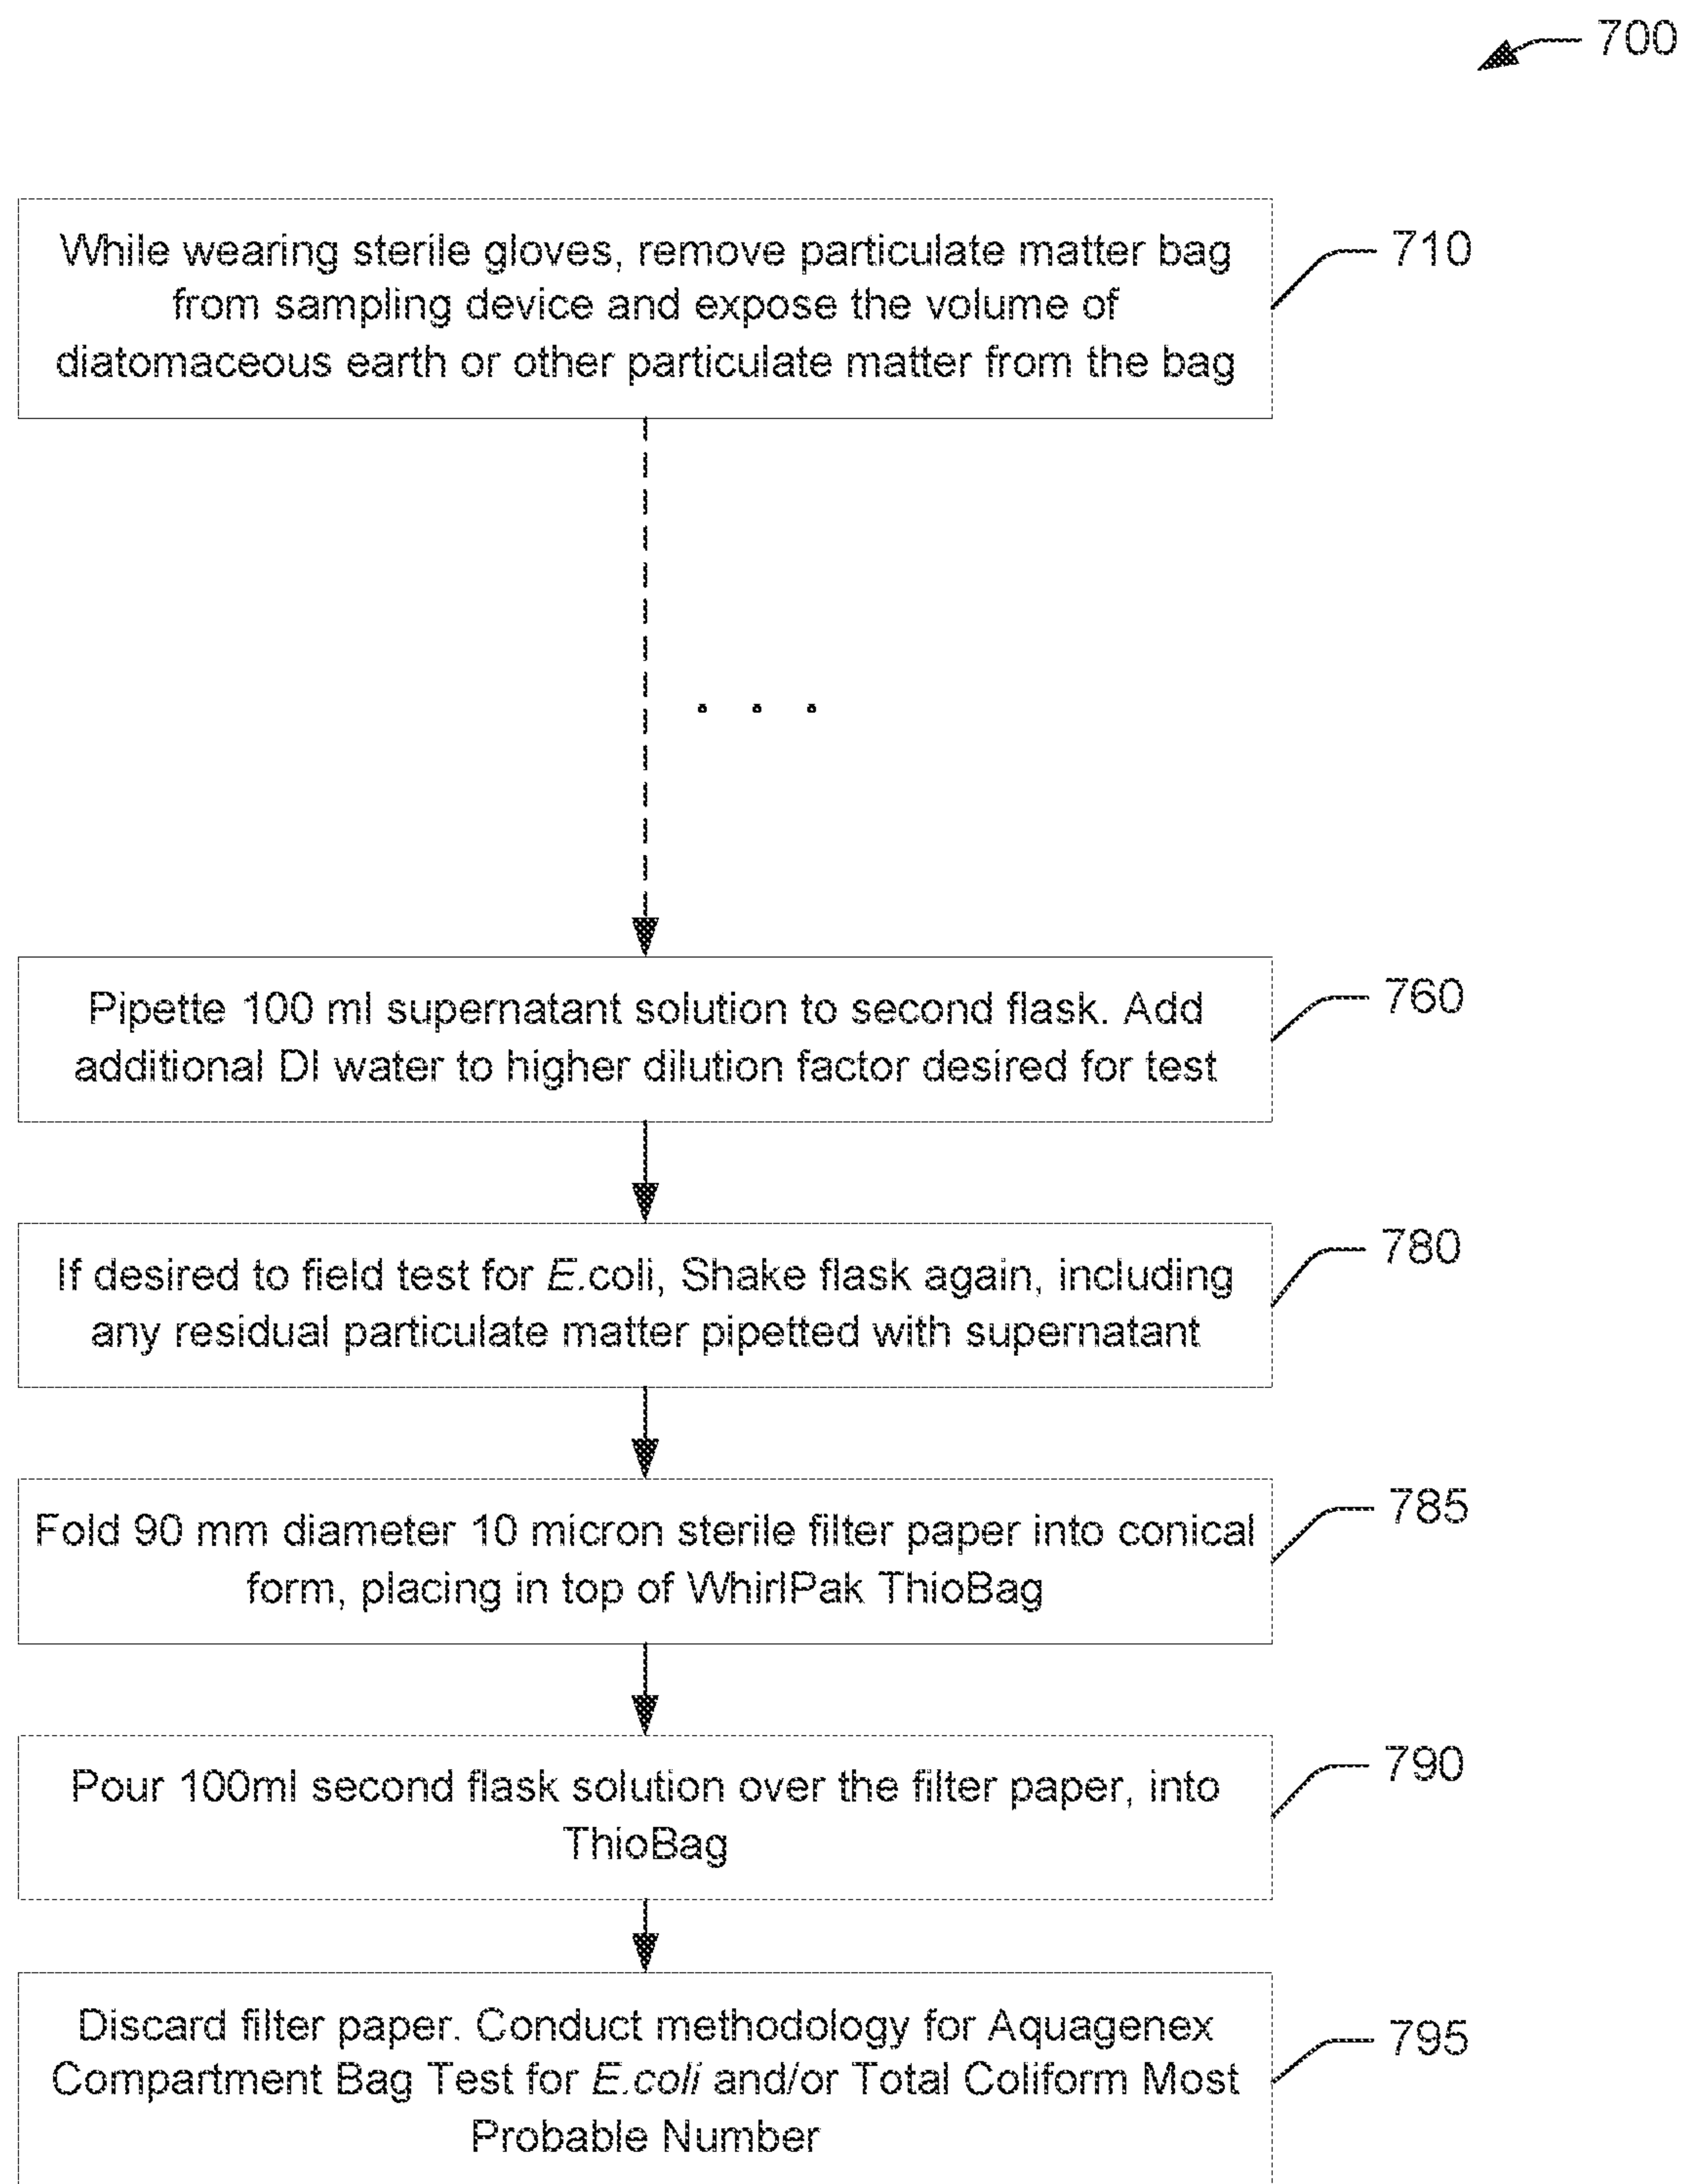 700
While wearing sterile gloves, remove particulate matter bag
from sampling device and expose the volume of
diatomaceous earth or other particulate matter from the bag
710
. . .
Pipette 100 ml supernatant solution to second flask. Add
additional DI water to higher dilution factor desired for test
760
If desired to field test for E.coli, Shake flask again, including
any residual particulate matter pipetted with supernatant
780
Fold 90 mm diameter 10 micron sterile filter paper into conical
form, placing in top of WhirlPak ThioBag
785
Pour 100ml second flask solution over the filter paper, into
ThioBag
790
Discard filter paper. Conduct methodology for Aquagenex
Compartment Bag Test for E.coli and/or Total Coliform Most
Probable Number
795